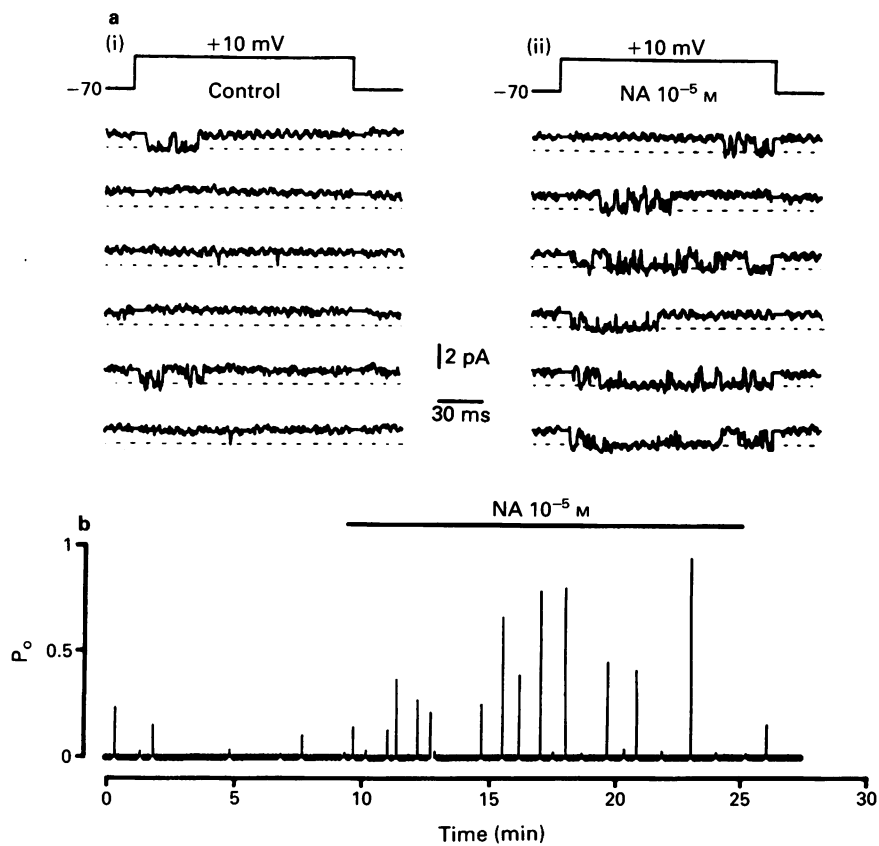 a
(i) +10 mV
−70 Control
(ii) +10 mV
−70 NA 10⁻⁵ M
2 pA
30 ms
b
NA 10⁻⁵ M
1
0.5
0
Pₒ
0 5 10 15 20 25 30
Time (min)